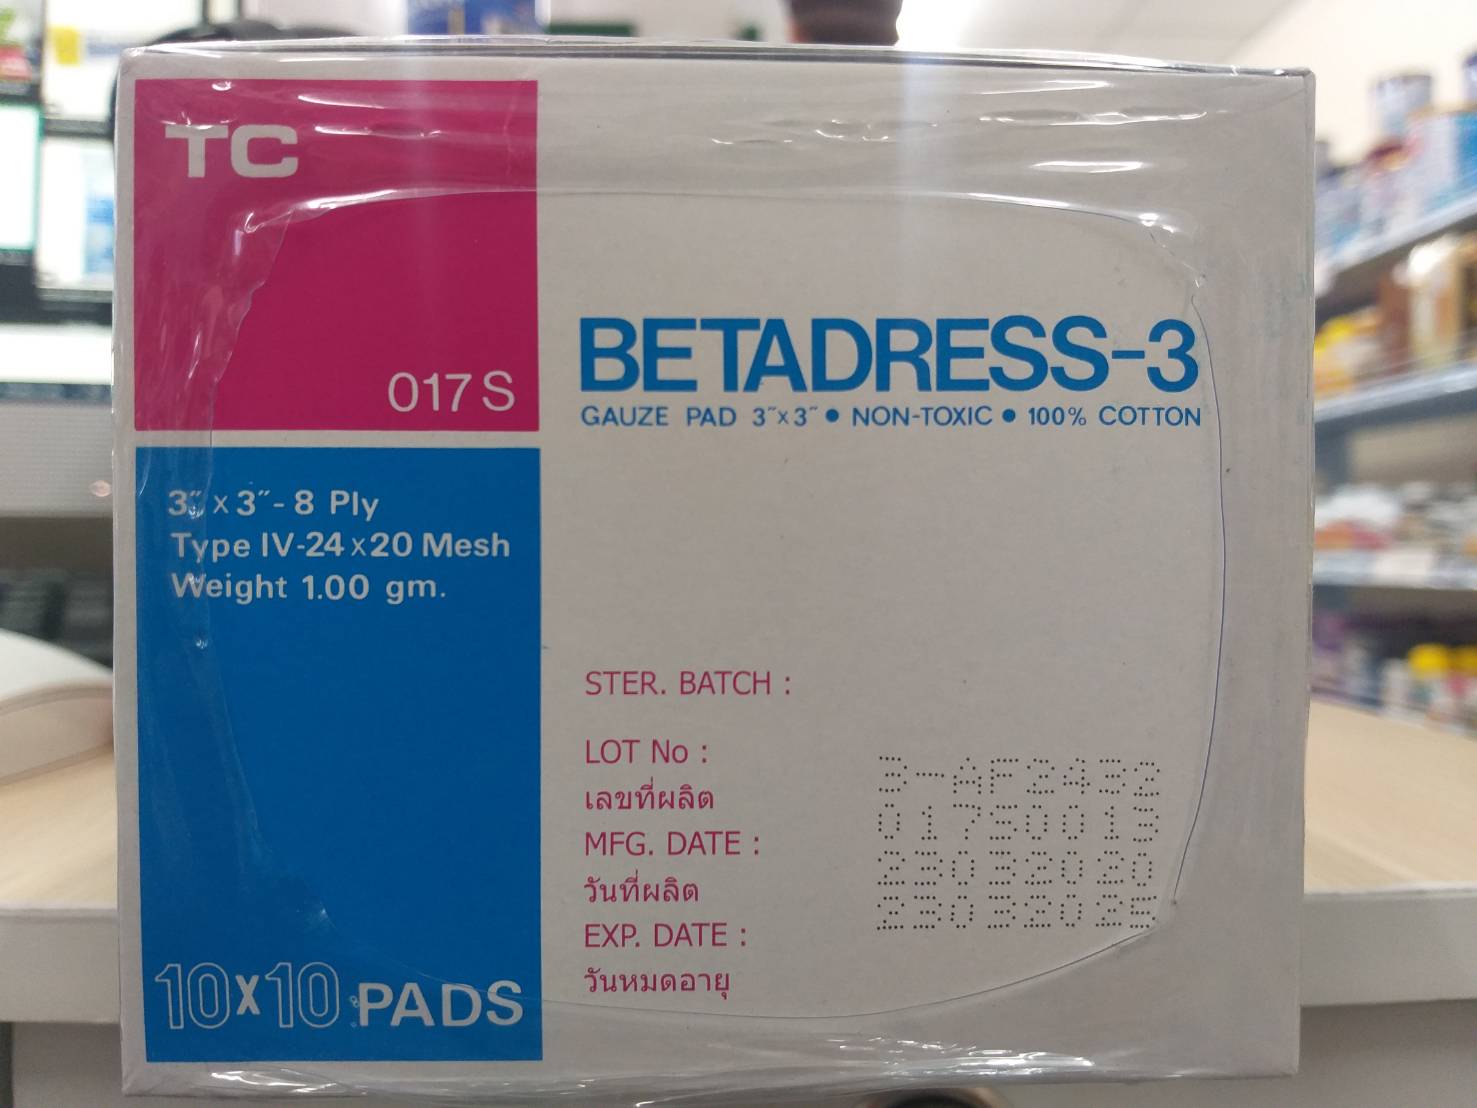 TC
017 S
BETADRESS-3
GAUZE PAD 3"x3" • NON-TOXIC • 100% COTTON
3" x 3" - 8 Ply
Type IV-24x20 Mesh
Weight 1.00 gm.
10x10 PADS
STER. BATCH :
LOT No :
เลขที่ผลิต
MFG. DATE :
วันที่ผลิต
EXP. DATE :
วันหมดอายุ
3-AF2432
017S0013
23032020
23032025